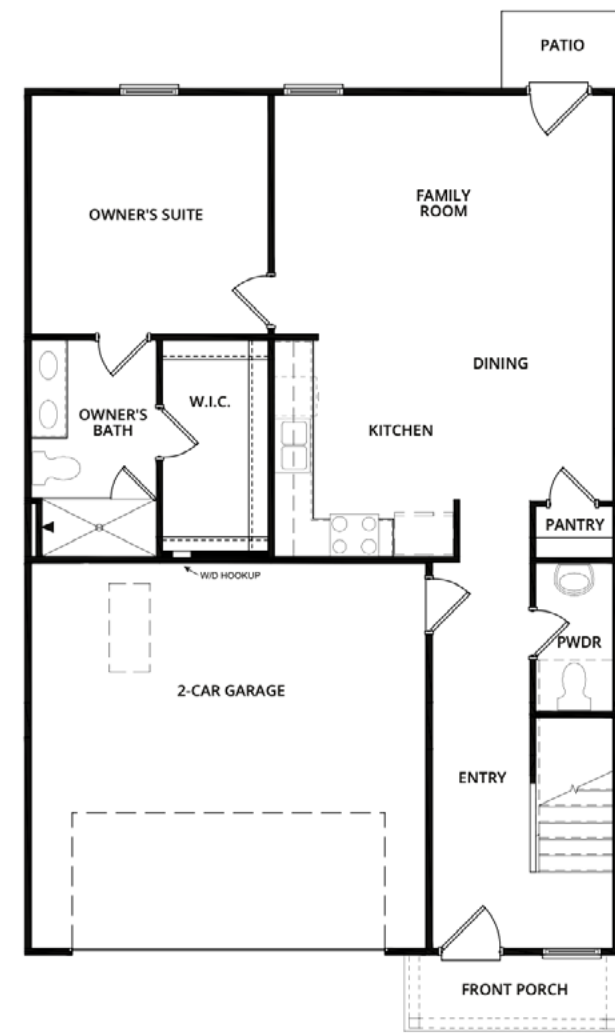 PATIO
OWNER'S SUITE
FAMILY
ROOM
DINING
W.I.C.
OWNER'S
BATH
KITCHEN
PANTRY
W/D HOOKUP
PWDR
2-CAR GARAGE
ENTRY
FRONT PORCH